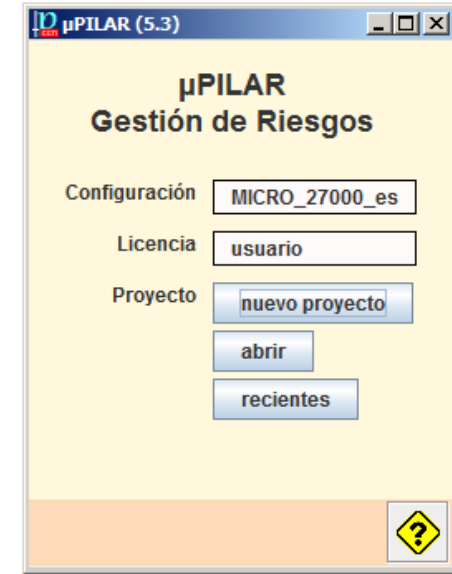 µPILAR (5.3)
µPILAR
Gestión de Riesgos
Configuración MICRO_27000_es
Licencia usuario
Proyecto nuevo proyecto
abrir
recientes
?